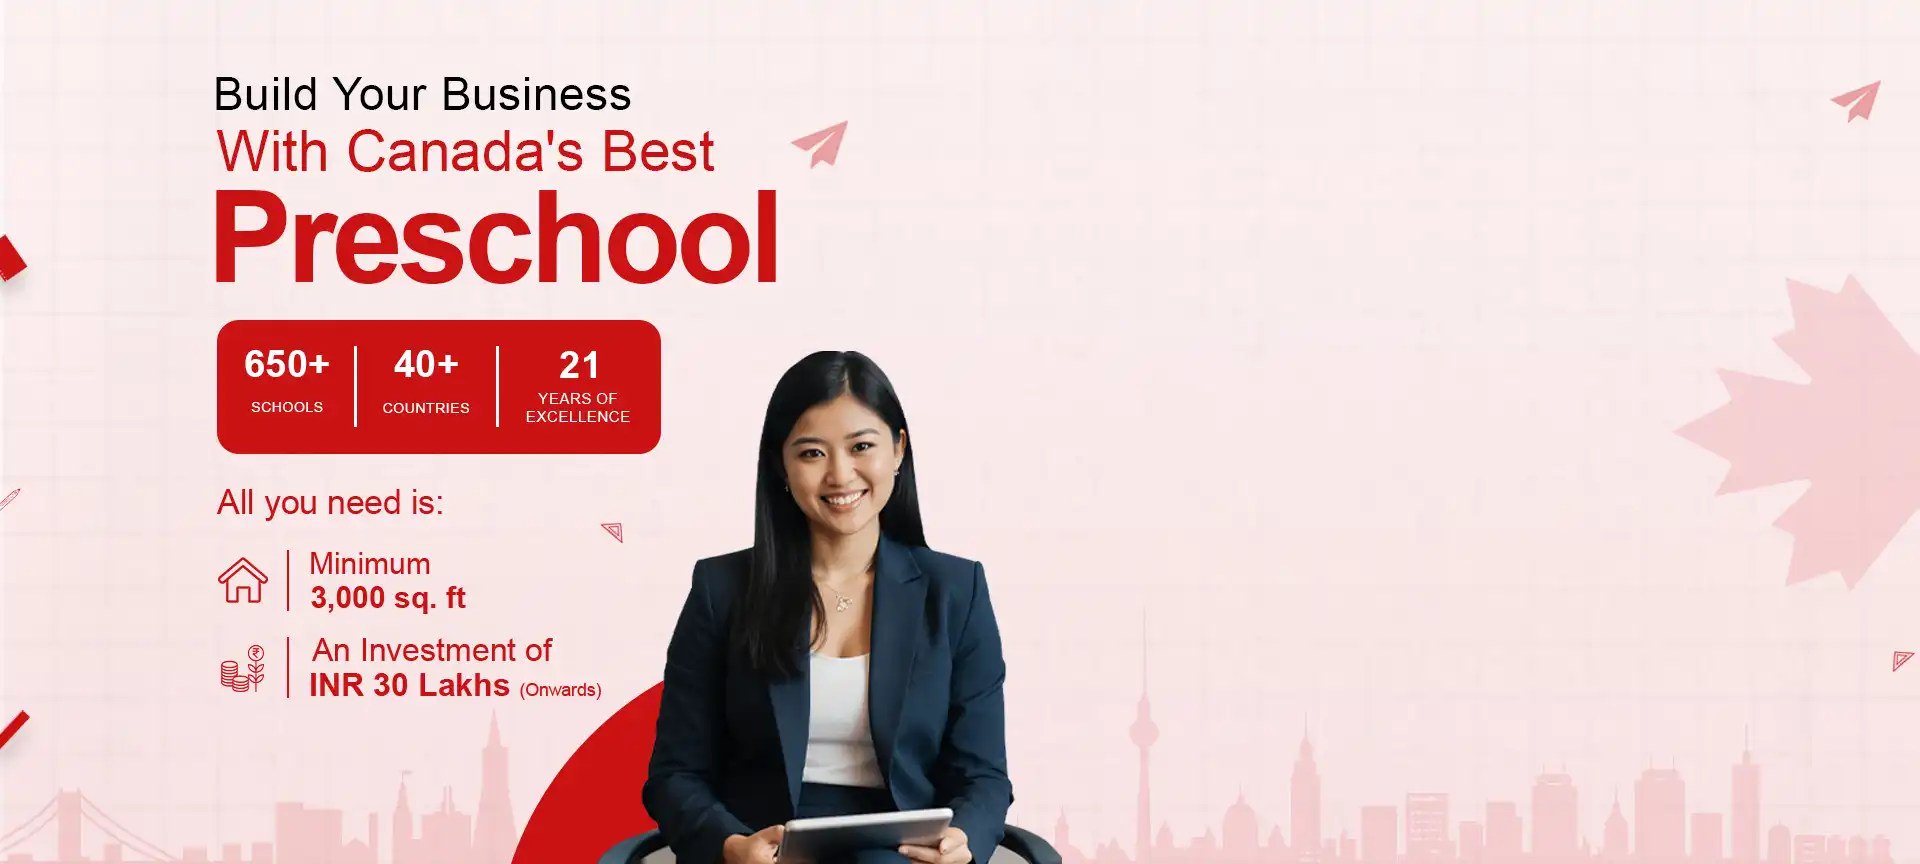 Build Your Business
With Canada's Best
Preschool
650+
SCHOOLS
40+
COUNTRIES
21
YEARS OF
EXCELLENCE
All you need is:
Minimum
3,000 sq. ft
An Investment of
INR 30 Lakhs (Onwards)
₹